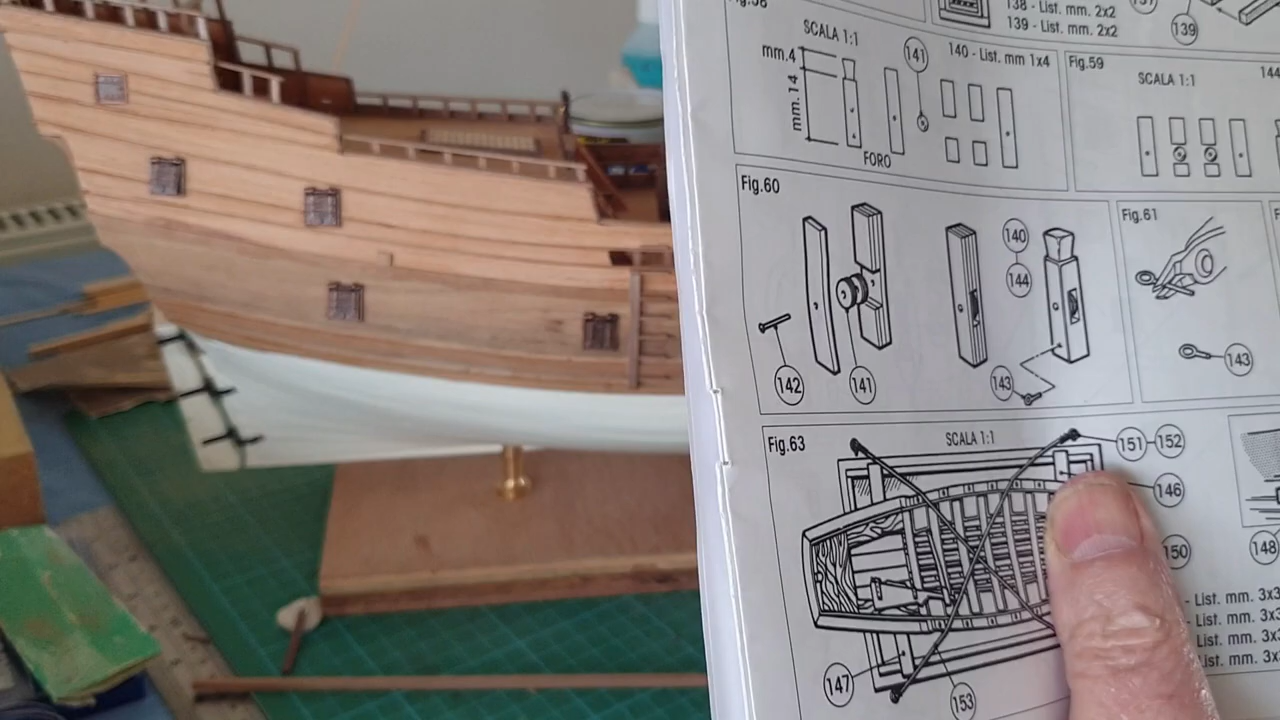 138 - List. mm. 2x2
139 - List. mm. 2x2
139
SCALA 1:1
mm.4
mm. 14
141
140 - List. mm 1x4
FORO
Fig.59
SCALA 1:1
144
Fig.60
140
144
142
141
143
Fig.61
143
Fig.63
SCALA 1:1
151
152
146
150
148
147
153
- List. mm. 3x3
- List. mm. 3x3
List. mm. 3x3
List. mm. 3x